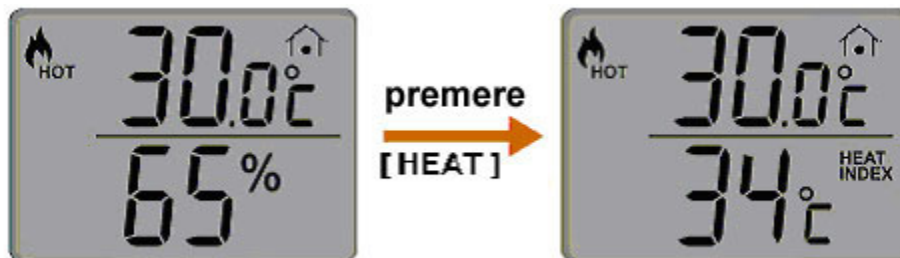 HOT 30.0°c
65%
premere
[HEAT]
HOT 30.0°c
34°c HEAT
INDEX